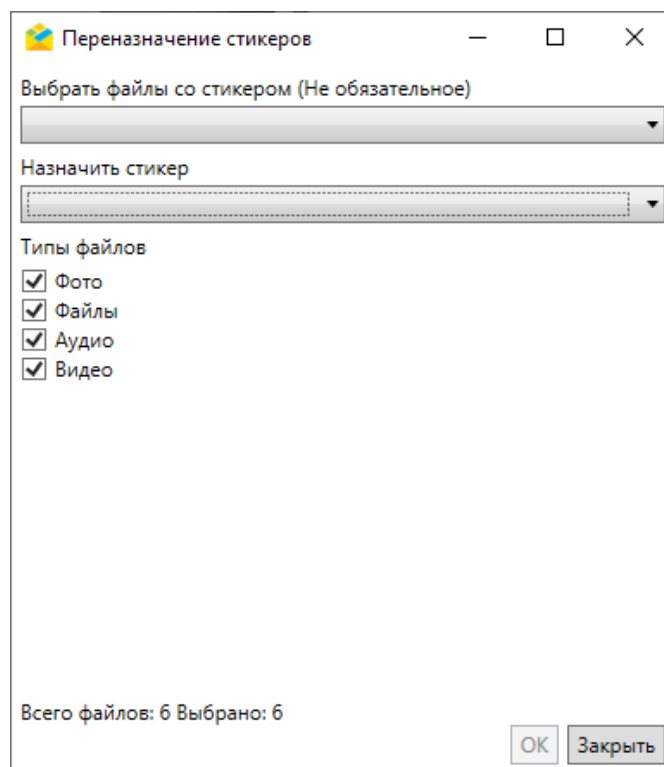 Переназначение стикеров
Выбрать файлы со стикером (Не обязательное)
Назначить стикер
Типы файлов
Фото
Файлы
Аудио
Видео
Всего файлов: 6 Выбрано: 6
OK Закрыть